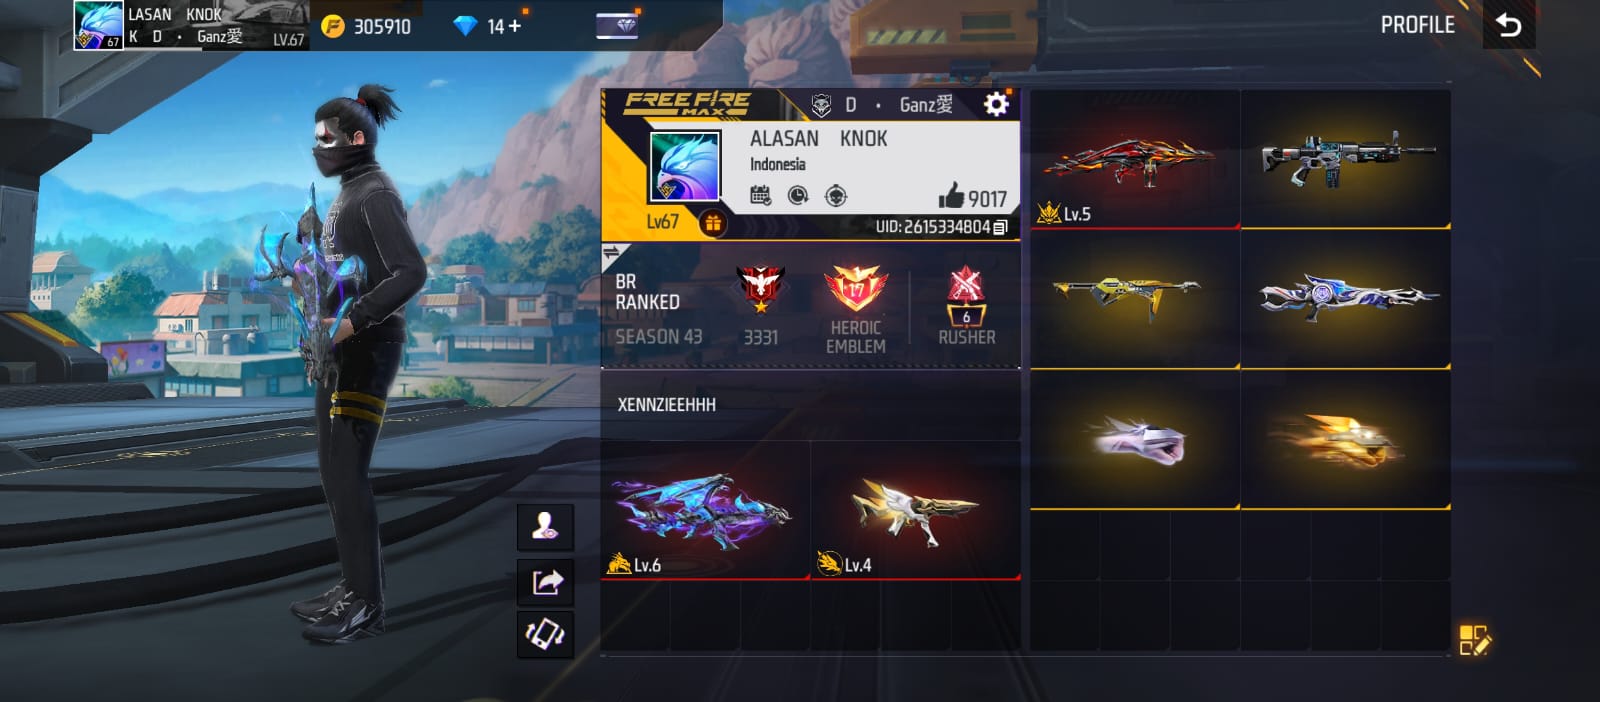 LASAN KNOK
K D · Ganz愛
LV.67
67
305910
14+
PROFILE
FREE FIRE
MAX
D · Ganz愛
ALASAN KNOK
Indonesia
9017
Lv67
UID: 2615334804
BR
RANKED
SEASON 43
3331
17
HEROIC
EMBLEM
6
RUSHER
XENNZIEEHHH
Lv.6
Lv.4
Lv.5